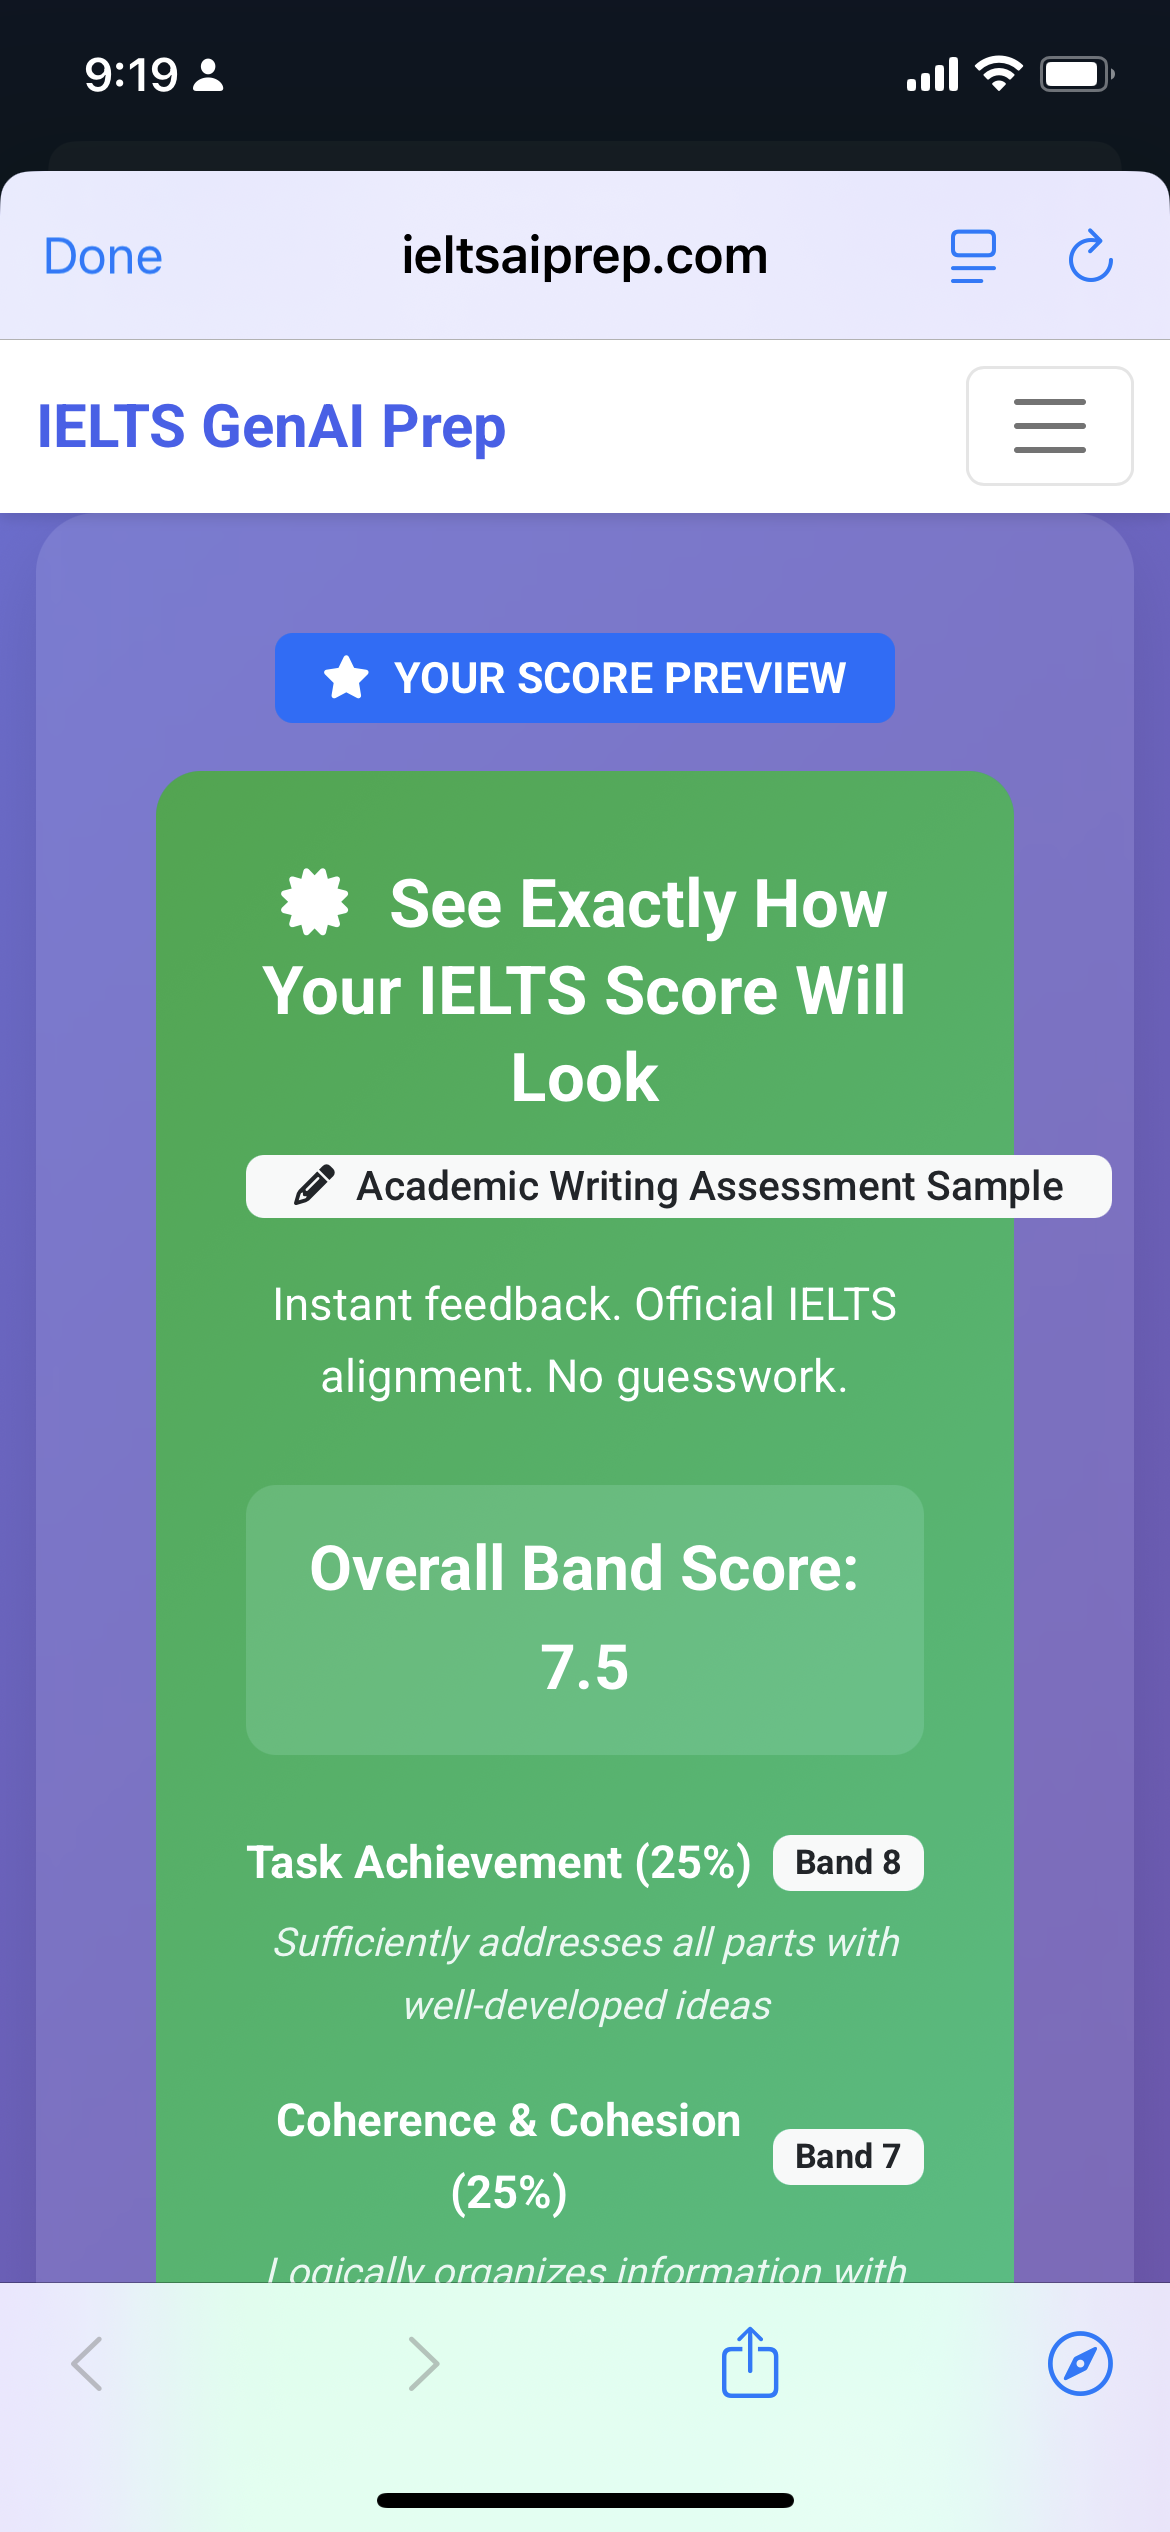 9:19
Done
ieltsaiprep.com
IELTS GenAI Prep
YOUR SCORE PREVIEW
See Exactly How
Your IELTS Score Will
Look
Academic Writing Assessment Sample
Instant feedback. Official IELTS
alignment. No guesswork.
Overall Band Score:
7.5
Task Achievement (25%) Band 8
Sufficiently addresses all parts with
well-developed ideas
Coherence & Cohesion
(25%)
Band 7
Logically organizes information with